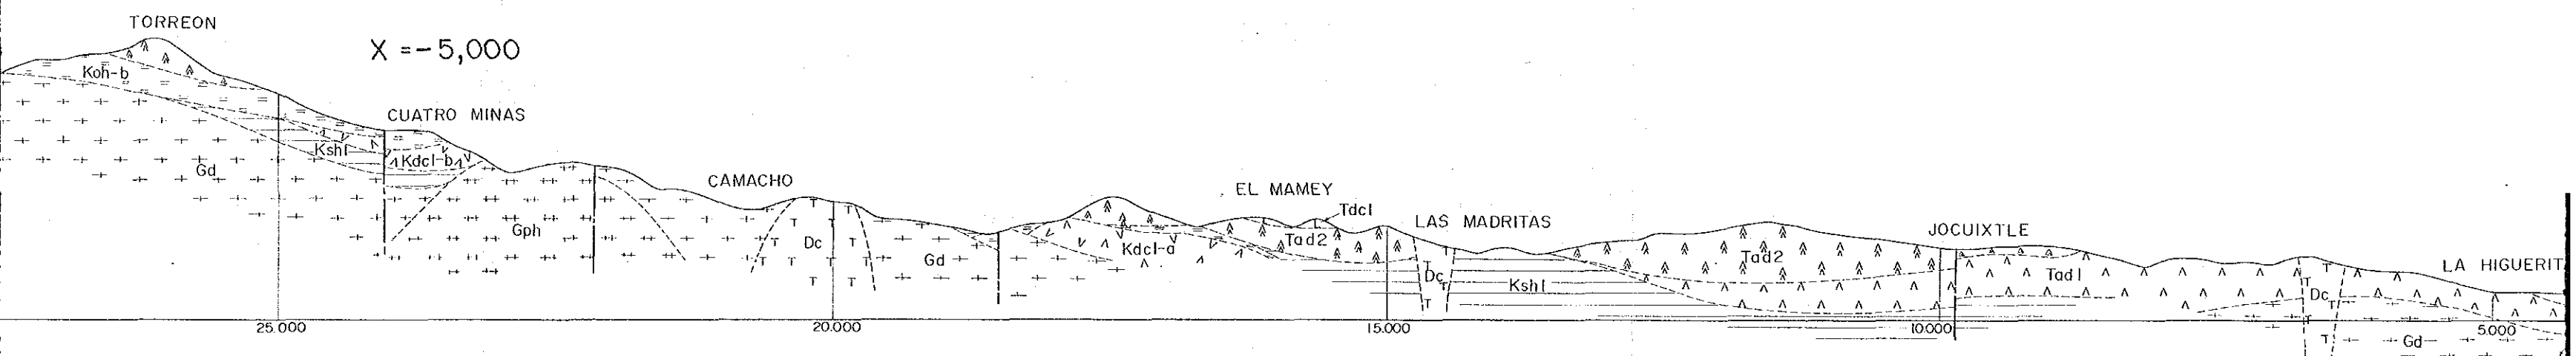 TORREON
X = -5,000
Koh-b
CUATRO MINAS
Kshl
Kdcl-b
Gd
CAMACHO
Gph
Dc
Gd
EL MAMEY
Tdcl
LAS MADRITAS
Tad2
Kdcl-a
Dc
Kshl
Tad2
JOCUIXTLE
Tad1
LA HIGUERIT
Dc
Gd
25.000
20.000
15.000
10.000
5.000